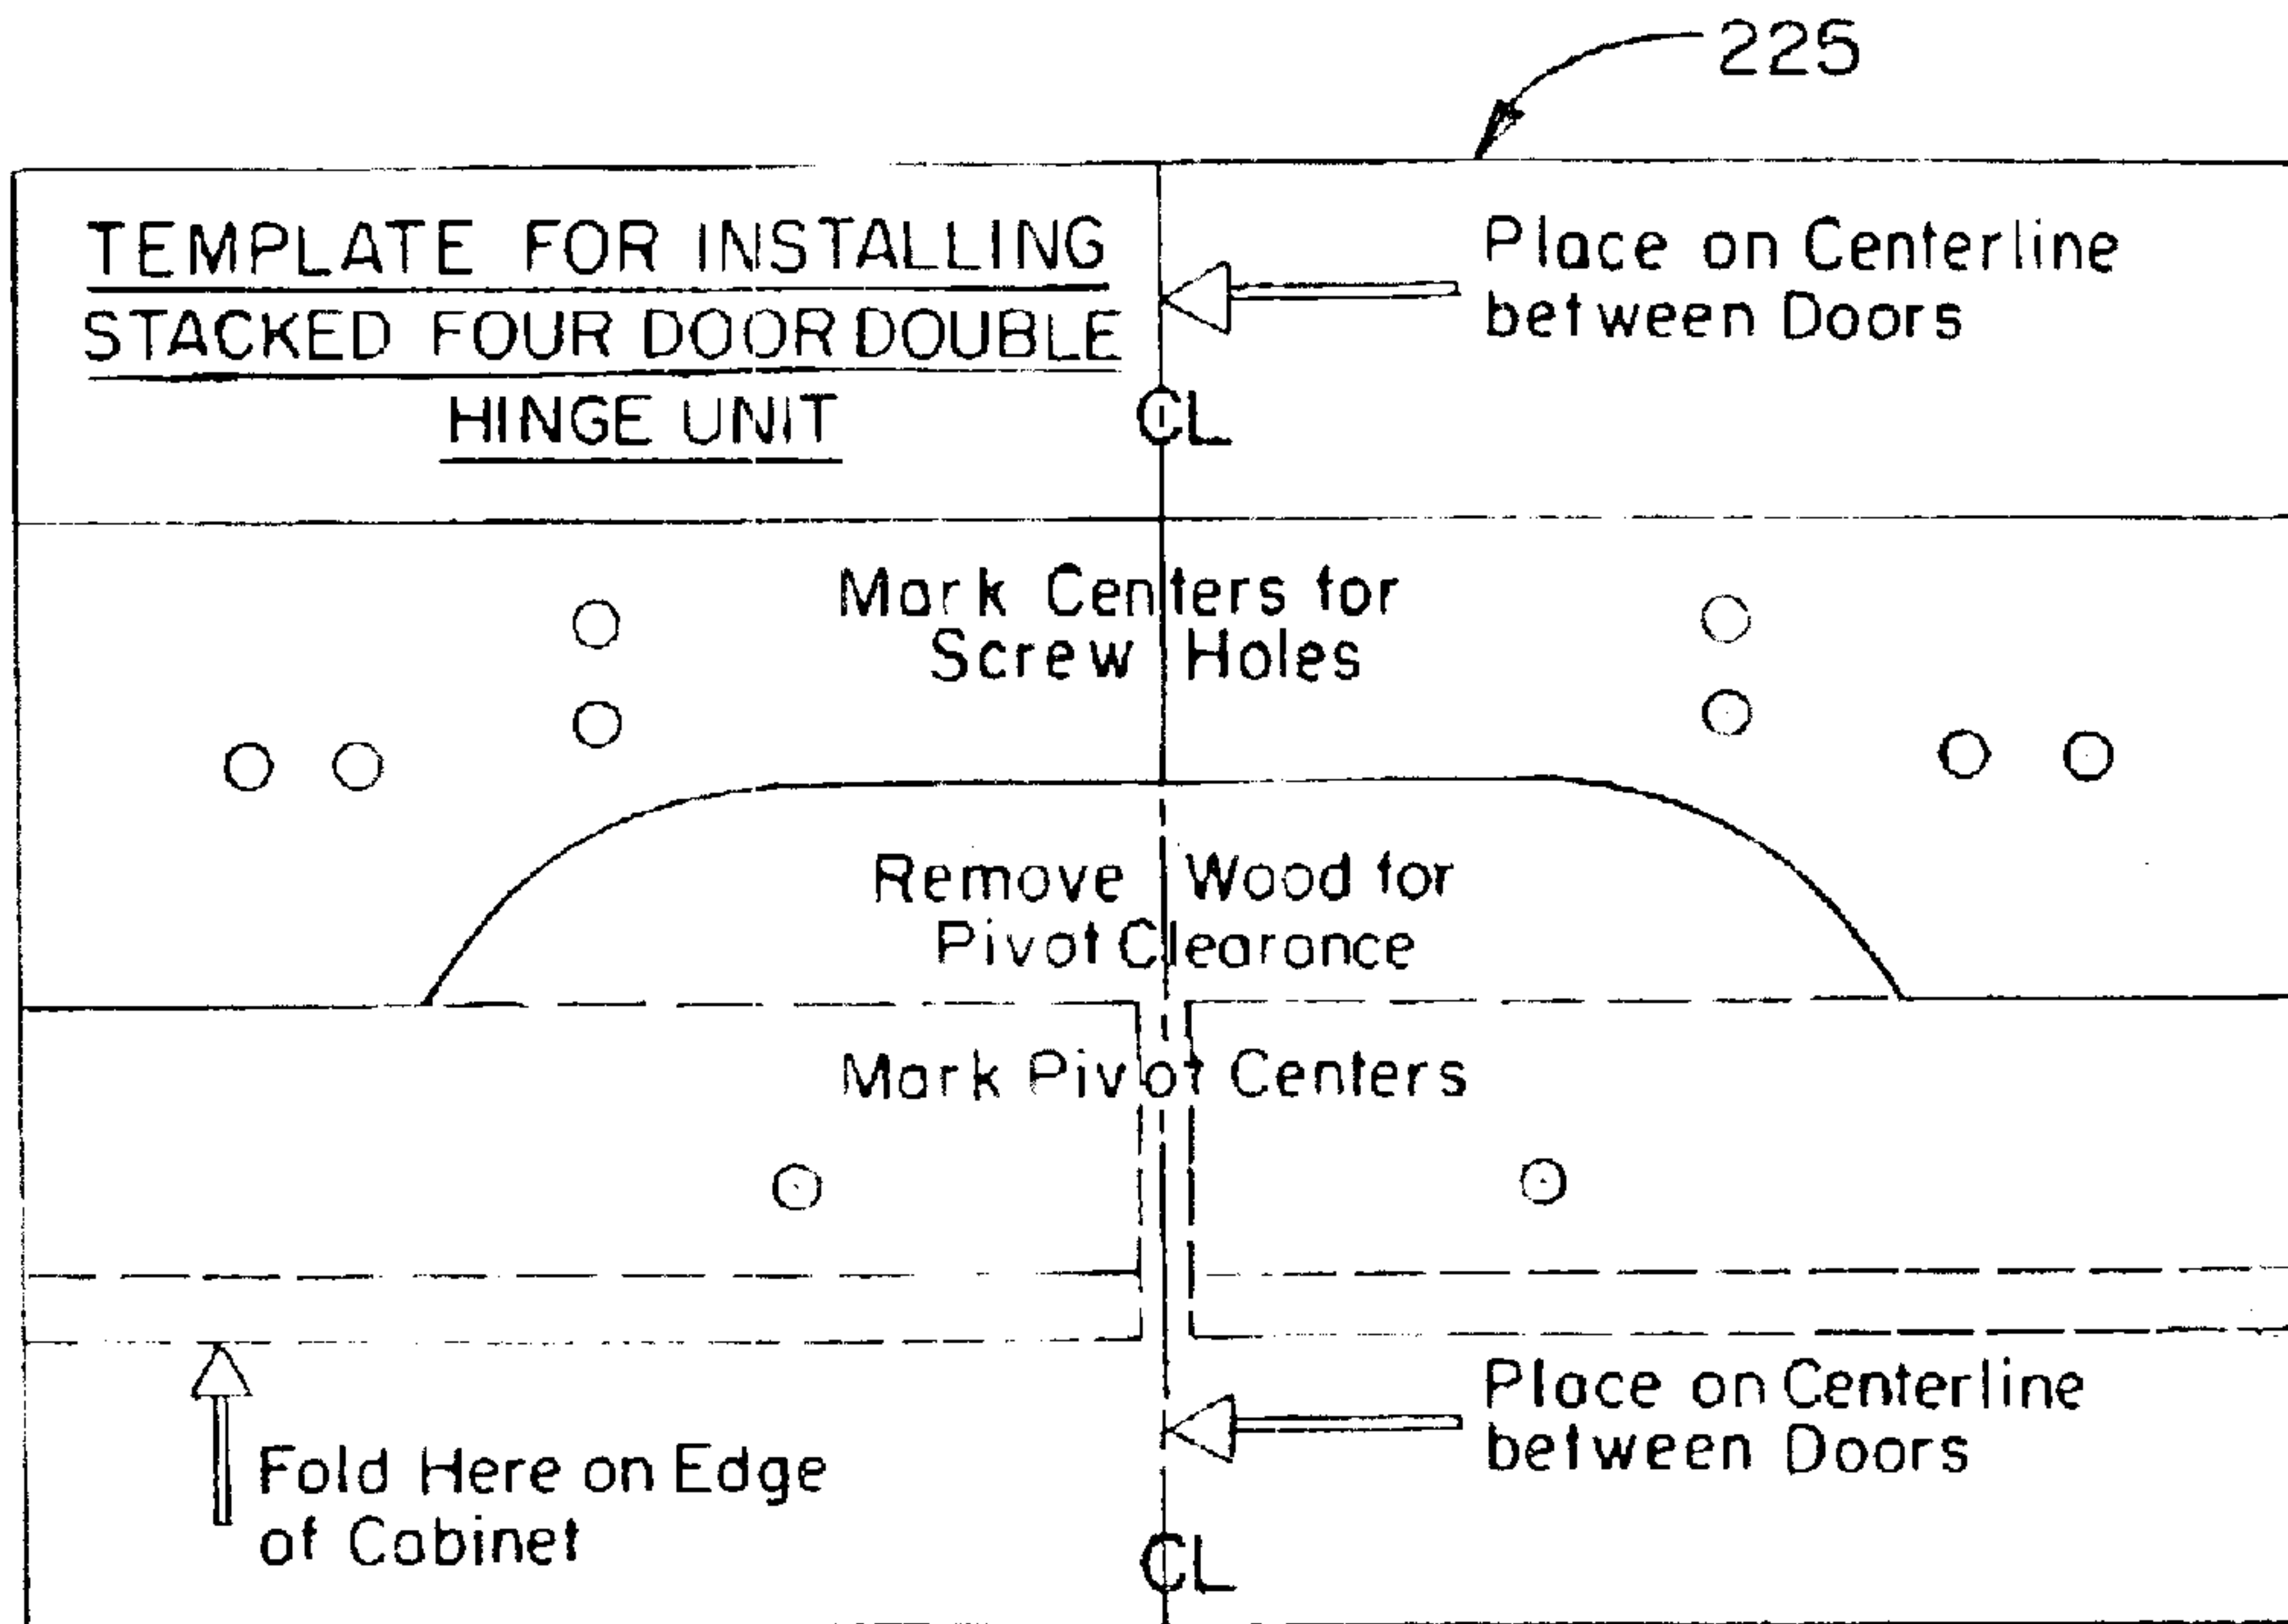 225
TEMPLATE FOR INSTALLING
STACKED FOUR DOOR DOUBLE
HINGE UNIT
Place on Centerline
between Doors
CL
Mark Centers for
Screw Holes
Remove Wood for
Pivot Clearance
Mark Pivot Centers
Place on Centerline
between Doors
Fold Here on Edge
of Cabinet
CL